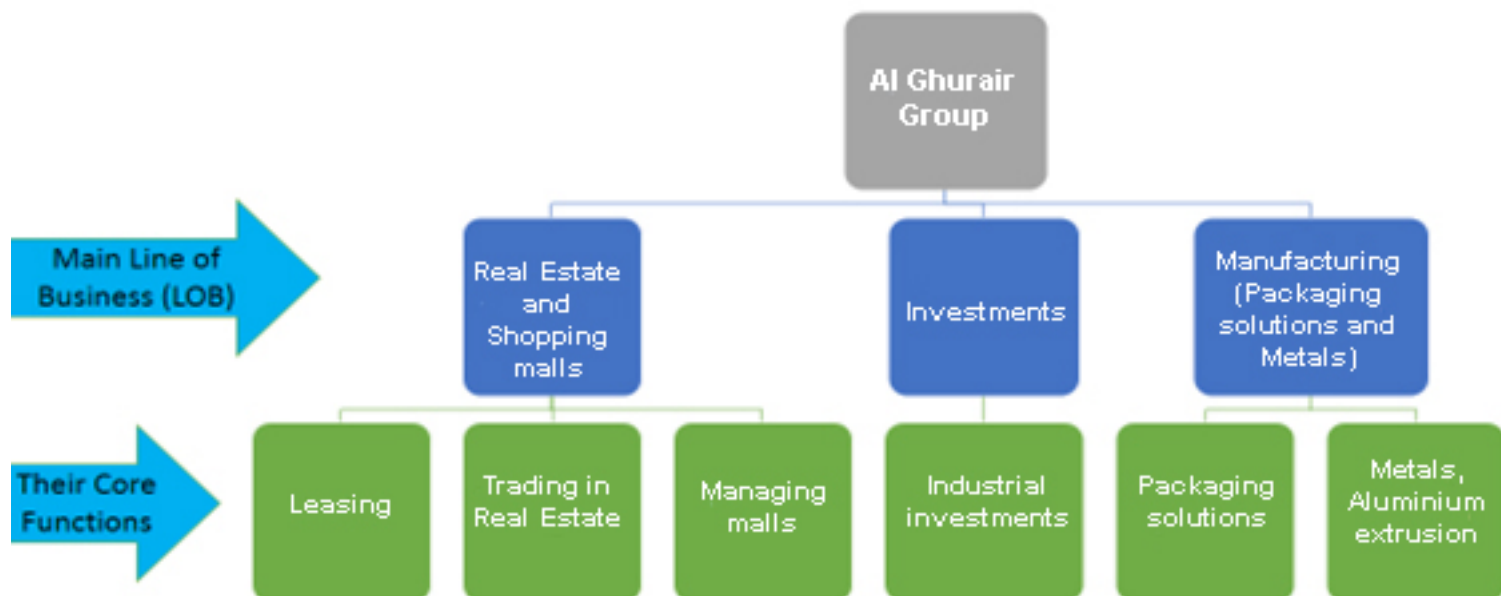 Al Ghurair
Group
Main Line of
Business (LOB)
Real Estate
and
Shopping
malls
Investments
Manufacturing
(Packaging
solutions and
Metals)
Their Core
Functions
Leasing
Trading in
Real Estate
Managing
malls
Industrial
investments
Packaging
solutions
Metals,
Aluminium
extrusion